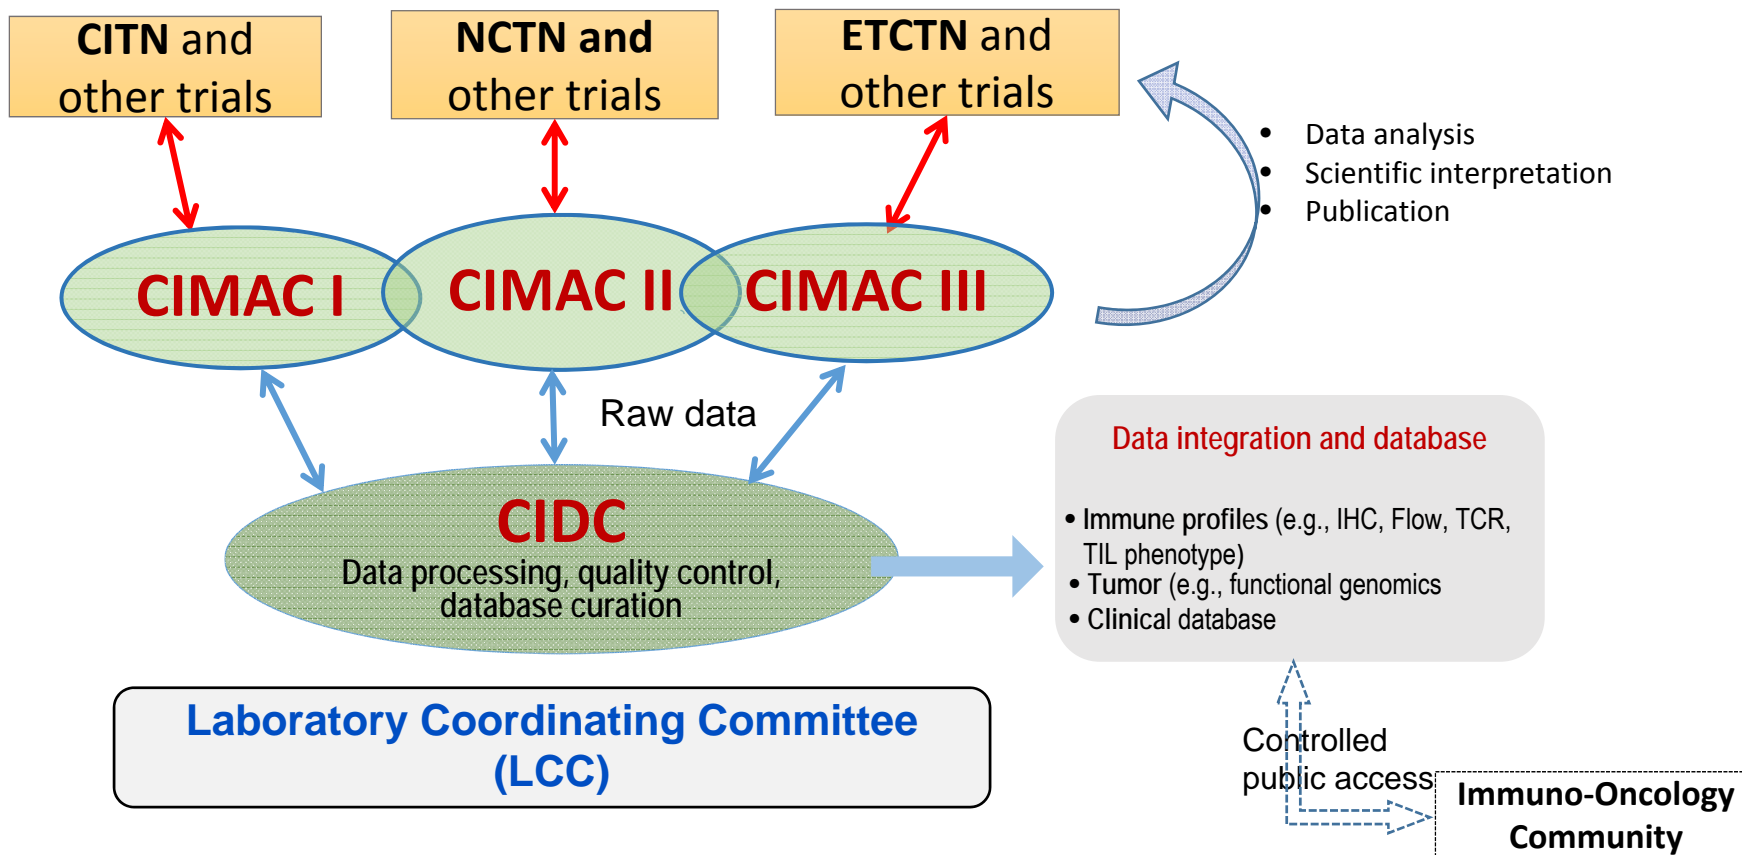 CITN and
other trials
NCTN and
other trials
ETCTN and
other trials
• Data analysis
• Scientific interpretation
• Publication
CIMAC I
CIMAC II
CIMAC III
Raw data
CIDC
Data processing, quality control,
database curation
Data integration and database
• Immune profiles (e.g., IHC, Flow, TCR,
TIL phenotype)
• Tumor (e.g., functional genomics
• Clinical database
Laboratory Coordinating Committee
(LCC)
Controlled
public access
Immuno-Oncology
Community